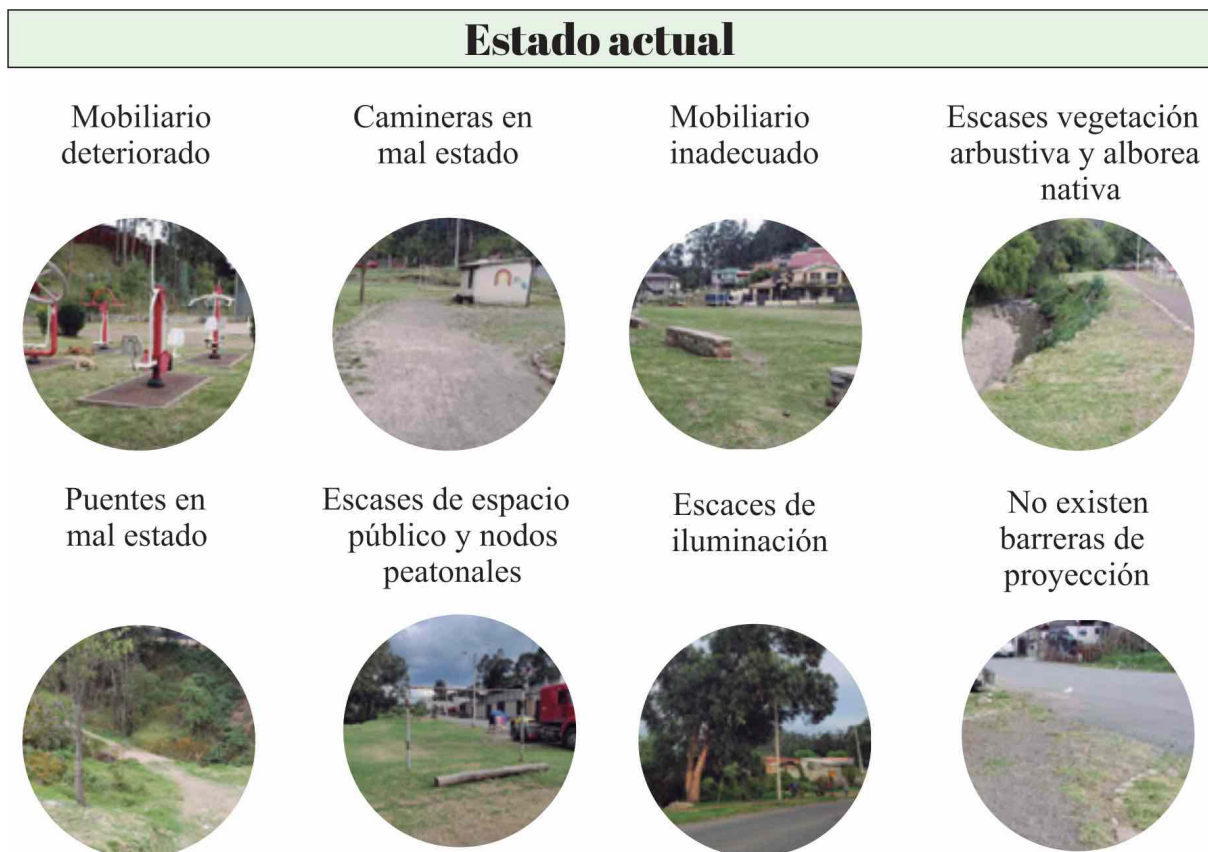 Estado actual
Mobiliario
deteriorado
Camineras en
mal estado
Mobiliario
inadecuado
Escases vegetación
arbustiva y alborea
nativa
Puentes en
mal estado
Escases de espacio
público y nodos
peatonales
Escaces de
iluminación
No existen
barreras de
proyección